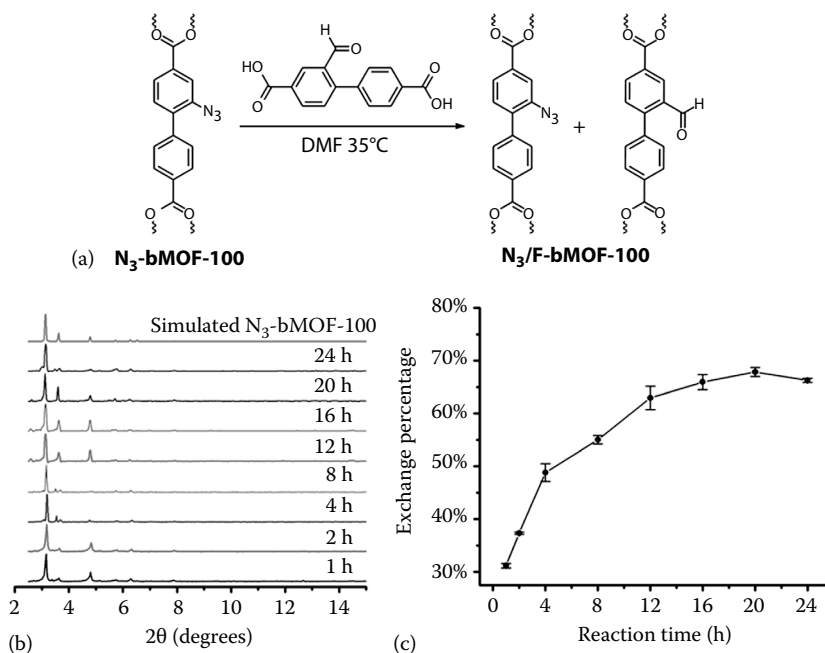 H
O
HO
O
O
OH
DMF 35°C
O
O
N₃
O
O
O
O
N₃
O
O
+
O
O
H
O
O
O
(a) N₃-bMOF-100
N₃/F-bMOF-100
Simulated N₃-bMOF-100
24 h
20 h
16 h
12 h
8 h
4 h
2 h
1 h
2 4 6 8 10 12 14
2θ (degrees)
(b)
80%
70%
60%
50%
40%
30%
Exchange percentage
0 4 8 12 16 20 24
Reaction time (h)
(c)